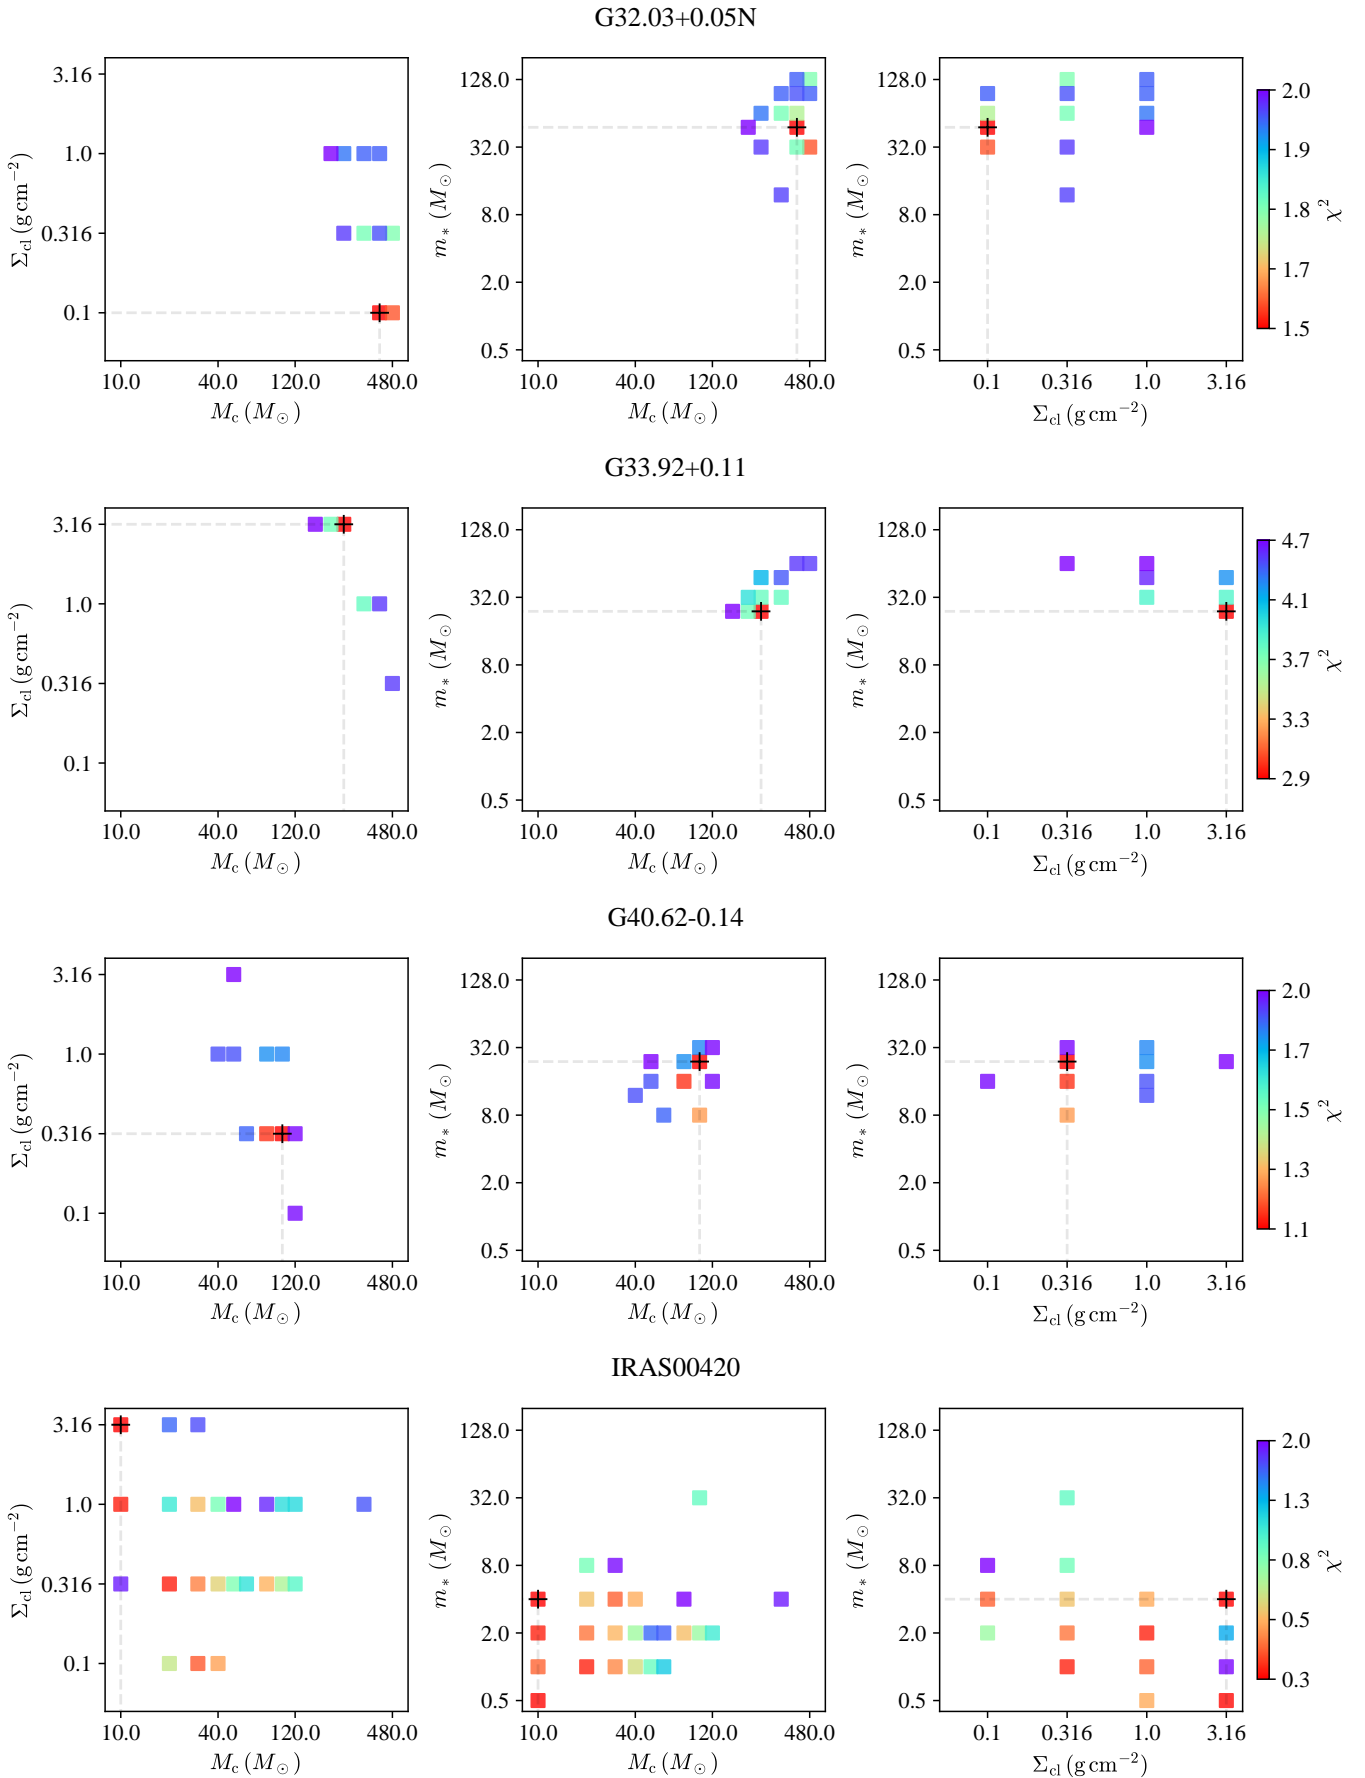 G32.03+0.05N
3.16
1.0
0.316
0.1
Σcl (g cm−2)
10.0 40.0 120.0 480.0
Mc (M⊙)
128.0
32.0
8.0
2.0
0.5
m* (M⊙)
10.0 40.0 120.0 480.0
Mc (M⊙)
128.0
32.0
8.0
2.0
0.5
m* (M⊙)
0.1 0.316 1.0 3.16
Σcl (g cm−2)
2.0
1.9
1.8
1.7
1.5
χ2
G33.92+0.11
3.16
1.0
0.316
0.1
Σcl (g cm−2)
10.0 40.0 120.0 480.0
Mc (M⊙)
128.0
32.0
8.0
2.0
0.5
m* (M⊙)
10.0 40.0 120.0 480.0
Mc (M⊙)
128.0
32.0
8.0
2.0
0.5
m* (M⊙)
0.1 0.316 1.0 3.16
Σcl (g cm−2)
4.7
4.1
3.7
3.3
2.9
χ2
G40.62-0.14
3.16
1.0
0.316
0.1
Σcl (g cm−2)
10.0 40.0 120.0 480.0
Mc (M⊙)
128.0
32.0
8.0
2.0
0.5
m* (M⊙)
10.0 40.0 120.0 480.0
Mc (M⊙)
128.0
32.0
8.0
2.0
0.5
m* (M⊙)
0.1 0.316 1.0 3.16
Σcl (g cm−2)
2.0
1.7
1.5
1.3
1.1
χ2
IRAS00420
3.16
1.0
0.316
0.1
Σcl (g cm−2)
10.0 40.0 120.0 480.0
Mc (M⊙)
128.0
32.0
8.0
2.0
0.5
m* (M⊙)
10.0 40.0 120.0 480.0
Mc (M⊙)
128.0
32.0
8.0
2.0
0.5
m* (M⊙)
0.1 0.316 1.0 3.16
Σcl (g cm−2)
2.0
1.3
0.8
0.5
0.3
χ2